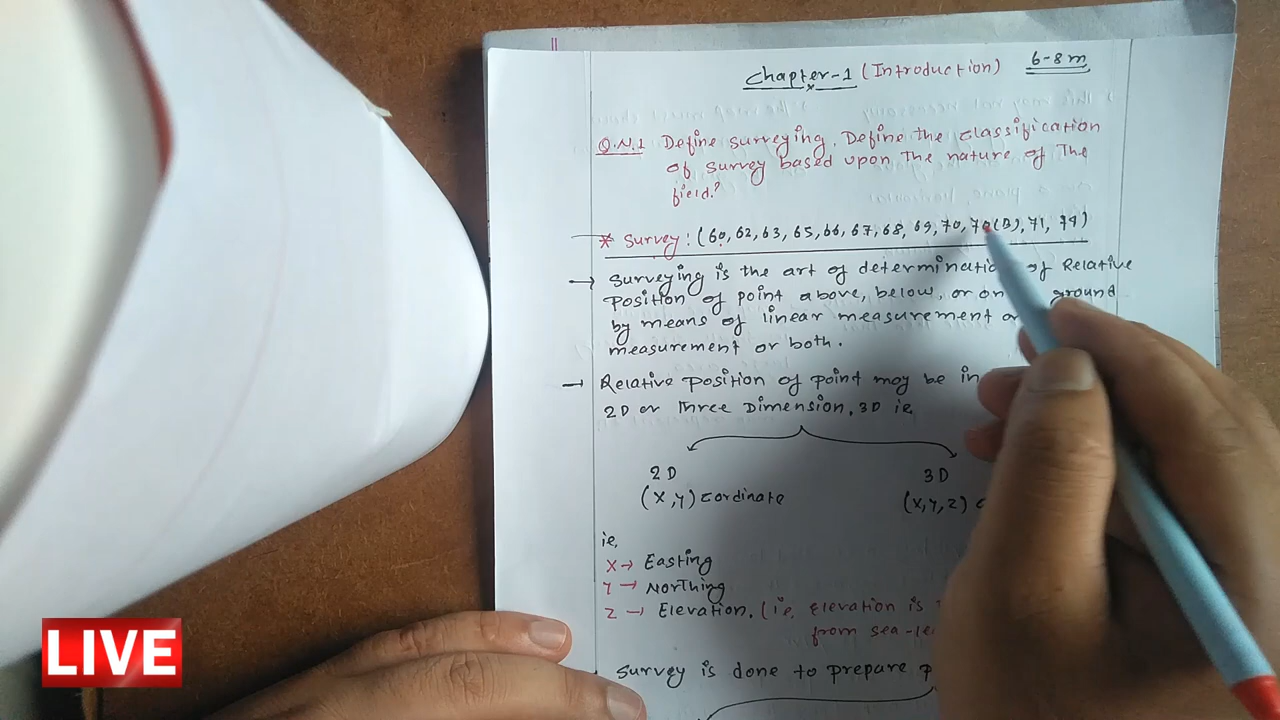 Chapter-1 (Introduction) 6-8m
Q.N.1 Define surveying. Define the classification
of survey based upon the nature of The
field?
* Survey: (60, 62, 63, 65, 66, 67, 68, 69, 70, 70(B), 71, 74)
→ Surveying is the art of determinatio of Relative
position of point above, below, or on ground
by means of linear measurement
measurement or both.
→ Relative position of point may be in
2D or Three Dimension, 3D ie
2D 3D
(X,Y) cordinate (X,Y,Z)
ie,
X → Easting
Y → Northing
Z → Elevation. (i.e, Elevation is
from sea-le
Survey is done to prepare
LIVE